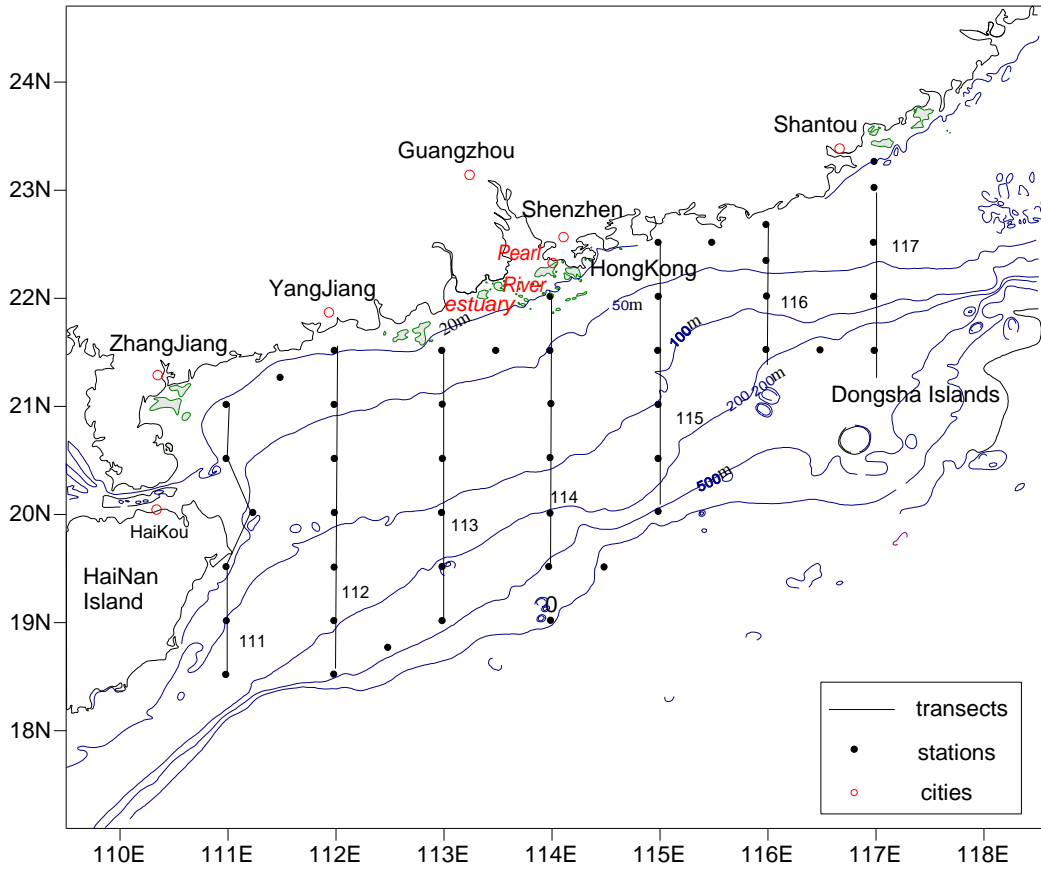 24N
Shantou
Guangzhou
23N
Shenzhen
117
Pearl
HongKong
River
YangJiang
22N
estuary
50m
116
20m
100m
ZhangJiang
200 200m
Dongsha Islands
21N
115
500m
114
20N
113
HaiKou
HaiNan
Island
112
0
19N
111
transects
18N
stations
cities
110E 111E 112E 113E 114E 115E 116E 117E 118E